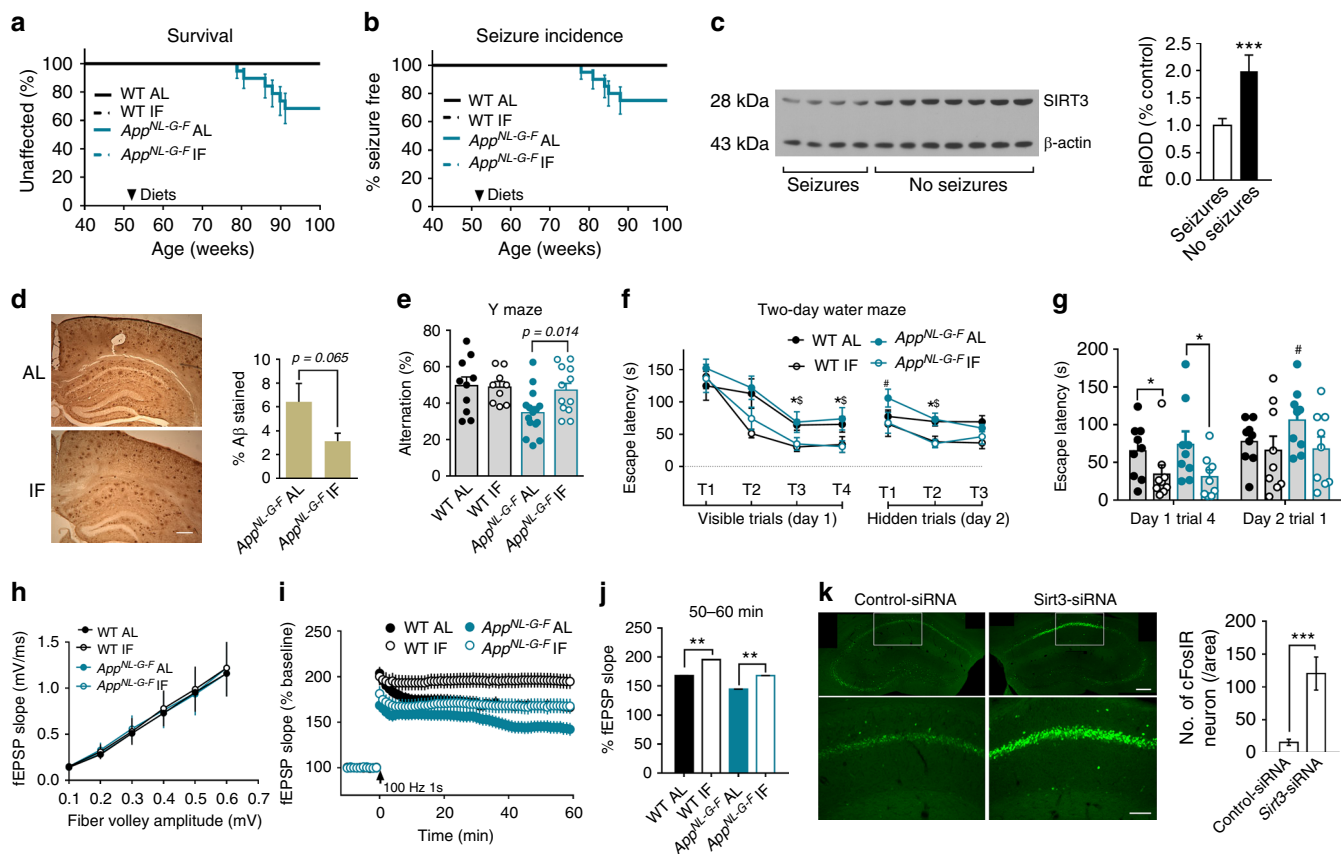 a
Survival
Unaffected (%)
100
80
60
40
20
0
WT AL
WT IF
App^NL-G-F AL
App^NL-G-F IF
▼ Diets
40 50 60 70 80 90 100
Age (weeks)
b
Seizure incidence
% seizure free
100
80
60
40
20
0
WT AL
WT IF
App^NL-G-F AL
App^NL-G-F IF
▼ Diets
40 50 60 70 80 90 100
Age (weeks)
c
28 kDa
SIRT3
43 kDa
β-actin
Seizures
No seizures
RelOD (% control)
2.5
2.0
1.5
1.0
0.5
0.0
***
Seizures
No seizures
d
AL
IF
% Aβ stained
10
8
6
4
2
0
p = 0.065
App^NL-G-F AL
App^NL-G-F IF
e
Y maze
Alternation (%)
80
60
40
20
0
p = 0.014
WT AL
WT IF
App^NL-G-F AL
App^NL-G-F IF
f
Two-day water maze
WT AL
WT IF
App^NL-G-F AL
App^NL-G-F IF
Escape latency (s)
200
150
100
50
0
*$ *$
# *$
T1 T2 T3 T4
T1 T2 T3
Visible trials (day 1)
Hidden trials (day 2)
g
Escape latency (s)
200
150
100
50
0
*
*
#
Day 1 trial 4
Day 2 trial 1
h
WT AL
WT IF
App^NL-G-F AL
App^NL-G-F IF
fEPSP slope (mV/ms)
2.0
1.0
0.0
0.1 0.2 0.3 0.4 0.5 0.6 0.7
Fiber volley amplitude (mV)
i
WT AL
WT IF
App^NL-G-F AL
App^NL-G-F IF
fEPSP slope (% baseline)
250
200
150
100
100 Hz 1s
0 20 40 60
Time (min)
j
50–60 min
% fEPSP slope
200
150
100
50
0
**
**
WT AL
WT IF
App^NL-G-F AL
App^NL-G-F IF
k
Control-siRNA
Sirt3-siRNA
No. of cFosIR
neuron (/area)
200
150
100
50
0
***
Control-siRNA
Sirt3-siRNA